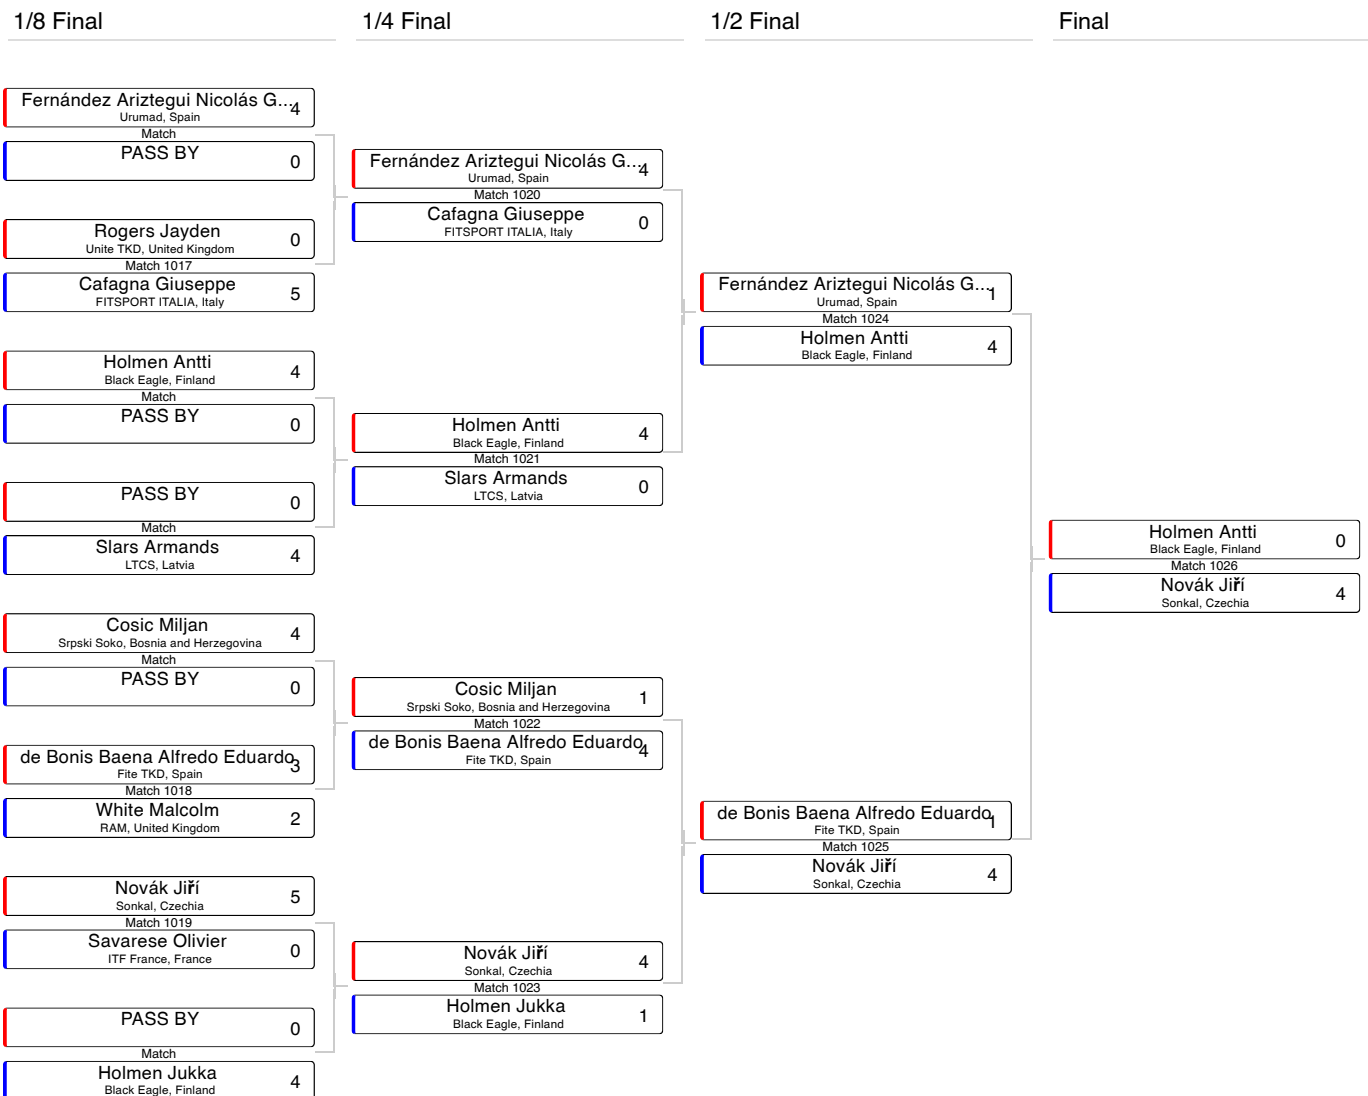 1/8 Final
1/4 Final
1/2 Final
Final
Fernández Ariztegui Nicolás G... 4
Urumad, Spain
Match
PASS BY 0
Rogers Jayden 0
Unite TKD, United Kingdom
Match 1017
Cafagna Giuseppe 5
FITSPORT ITALIA, Italy
Holmen Antti 4
Black Eagle, Finland
Match
PASS BY 0
PASS BY 0
Match
Slars Armands 4
LTCS, Latvia
Cosic Miljan 4
Srpski Soko, Bosnia and Herzegovina
Match
PASS BY 0
de Bonis Baena Alfredo Eduardo 3
Fite TKD, Spain
Match 1018
White Malcolm 2
RAM, United Kingdom
Novák Jiří 5
Sonkal, Czechia
Match 1019
Savarese Olivier 0
ITF France, France
PASS BY 0
Match
Holmen Jukka 4
Black Eagle, Finland
Fernández Ariztegui Nicolás G... 4
Urumad, Spain
Match 1020
Cafagna Giuseppe 0
FITSPORT ITALIA, Italy
Holmen Antti 4
Black Eagle, Finland
Match 1021
Slars Armands 0
LTCS, Latvia
Cosic Miljan 1
Srpski Soko, Bosnia and Herzegovina
Match 1022
de Bonis Baena Alfredo Eduardo 4
Fite TKD, Spain
Novák Jiří 4
Sonkal, Czechia
Match 1023
Holmen Jukka 1
Black Eagle, Finland
Fernández Ariztegui Nicolás G... 1
Urumad, Spain
Match 1024
Holmen Antti 4
Black Eagle, Finland
de Bonis Baena Alfredo Eduardo 1
Fite TKD, Spain
Match 1025
Novák Jiří 4
Sonkal, Czechia
Holmen Antti 0
Black Eagle, Finland
Match 1026
Novák Jiří 4
Sonkal, Czechia